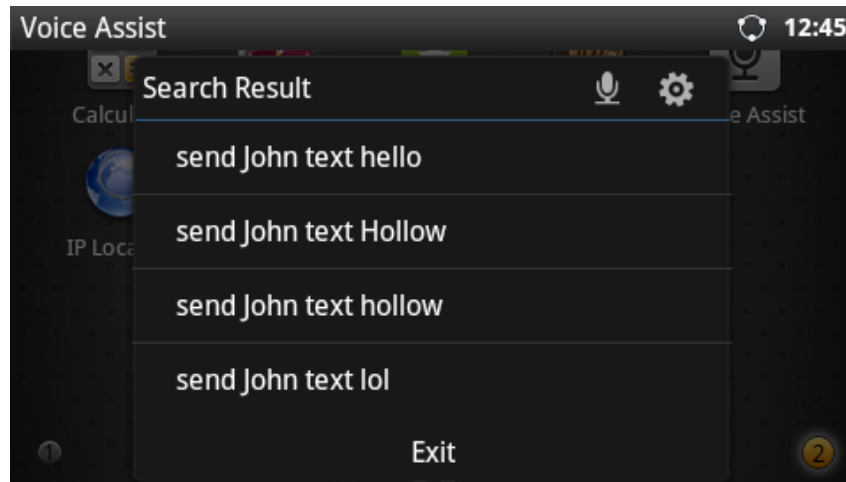 Voice Assist
12:45
Search Result
Calcul
e Assist
send John text hello
send John text Hollow
IP Loca
send John text hollow
send John text lol
1
Exit
2